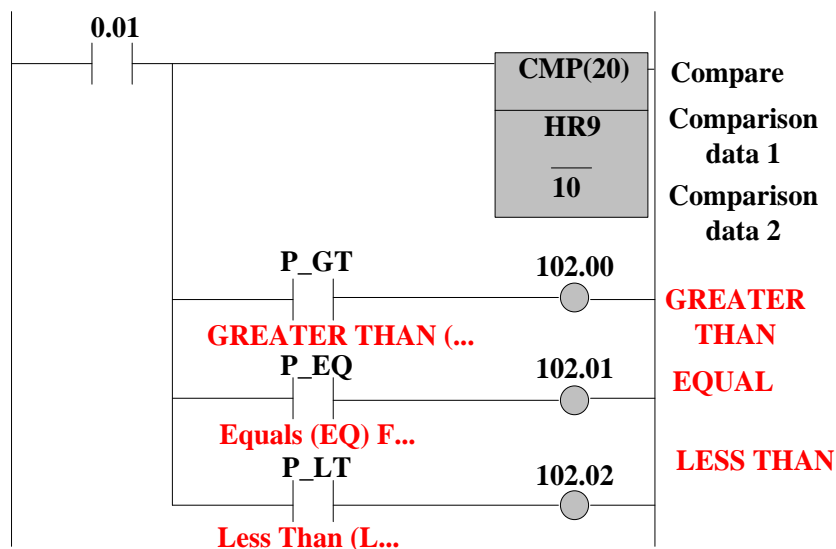 0.01
CMP(20)
Compare
HR9
Comparison
data 1
10
Comparison
data 2
P_GT
102.00
GREATER THAN (...
GREATER
THAN
P_EQ
102.01
EQUAL
Equals (EQ) F...
P_LT
102.02
LESS THAN
Less Than (L...